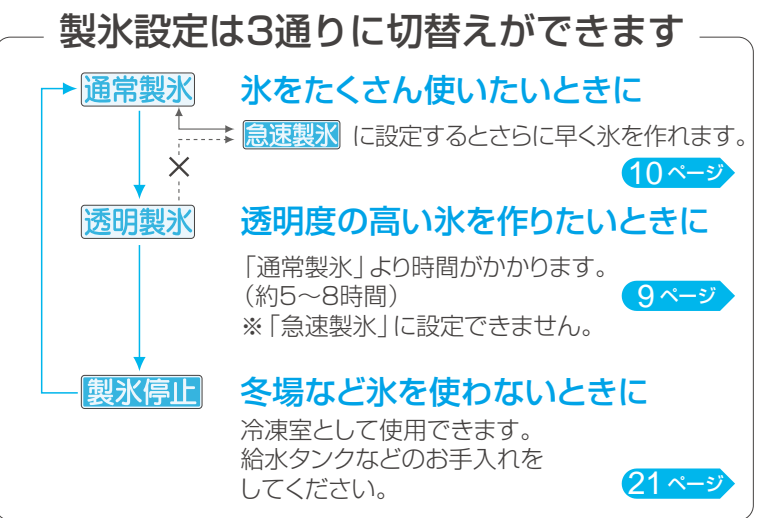 製氷設定は3通りに切替えができます
通常製氷 氷をたくさん使いたいときに
急速製氷 に設定するとさらに早く氷を作れます。
10ページ
×
透明製氷 透明度の高い氷を作りたいときに
「通常製氷」より時間がかかります。
(約5〜8時間)
9ページ
※「急速製氷」に設定できません。
製氷停止 冬場など氷を使わないときに
冷凍室として使用できます。
給水タンクなどのお手入れを
してください。
21ページ